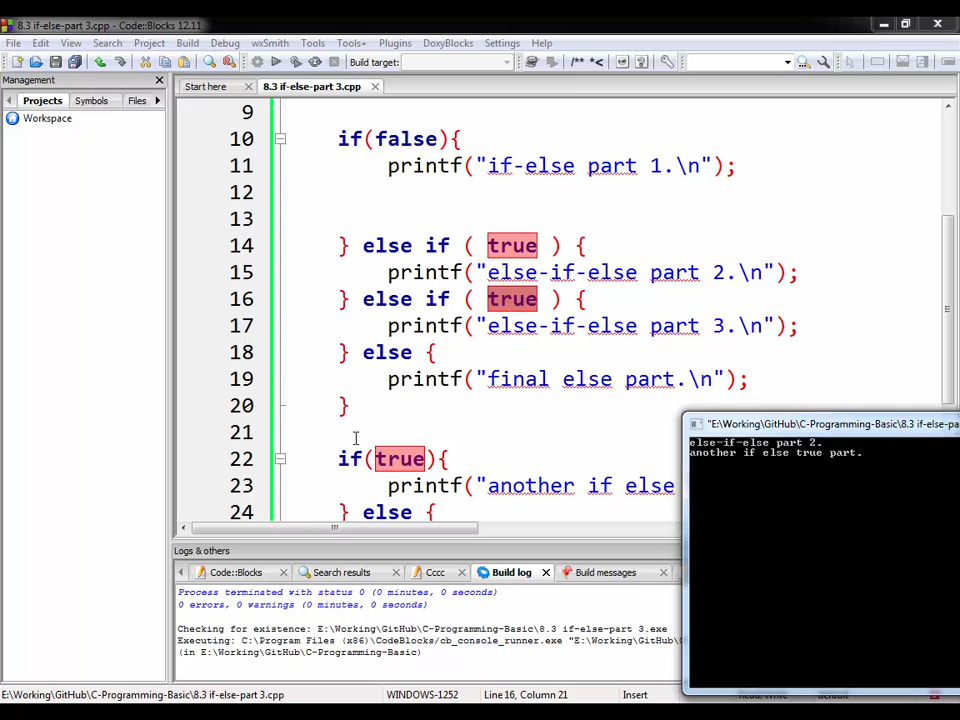 8.3 if-else-part 3.cpp - Code::Blocks 12.11
File Edit View Search Project Build Debug wxSmith Tools Tools+ Plugins DoxyBlocks Settings Help
Build target:
/** *<
Management
Projects Symbols Files
Workspace
Start here 8.3 if-else-part 3.cpp
9
10 if(false){
11 printf("if-else part 1.\n");
12
13
14 } else if ( true ) {
15 printf("else-if-else part 2.\n");
16 } else if ( true ) {
17 printf("else-if-else part 3.\n");
18 } else {
19 printf("final else part.\n");
20 }
21
22 if(true){
23 printf("another if else
24 } else {
"E:\Working\GitHub\C-Programming-Basic\8.3 if-else-pa
else-if-else part 2.
another if else true part.
Logs & others
Code::Blocks Search results Cccc Build log Build messages
Process terminated with status 0 (0 minutes, 0 seconds)
0 errors, 0 warnings (0 minutes, 0 seconds)
Checking for existence: E:\Working\GitHub\C-Programming-Basic\8.3 if-else-part 3.exe
Executing: C:\Program Files (x86)\CodeBlocks/cb_console_runner.exe "E:\Working\G
(in E:\Working\GitHub\C-Programming-Basic)
E:\Working\GitHub\C-Programming-Basic\8.3 if-else-part 3.cpp WINDOWS-1252 Line 16, Column 21 Insert Read/Write default